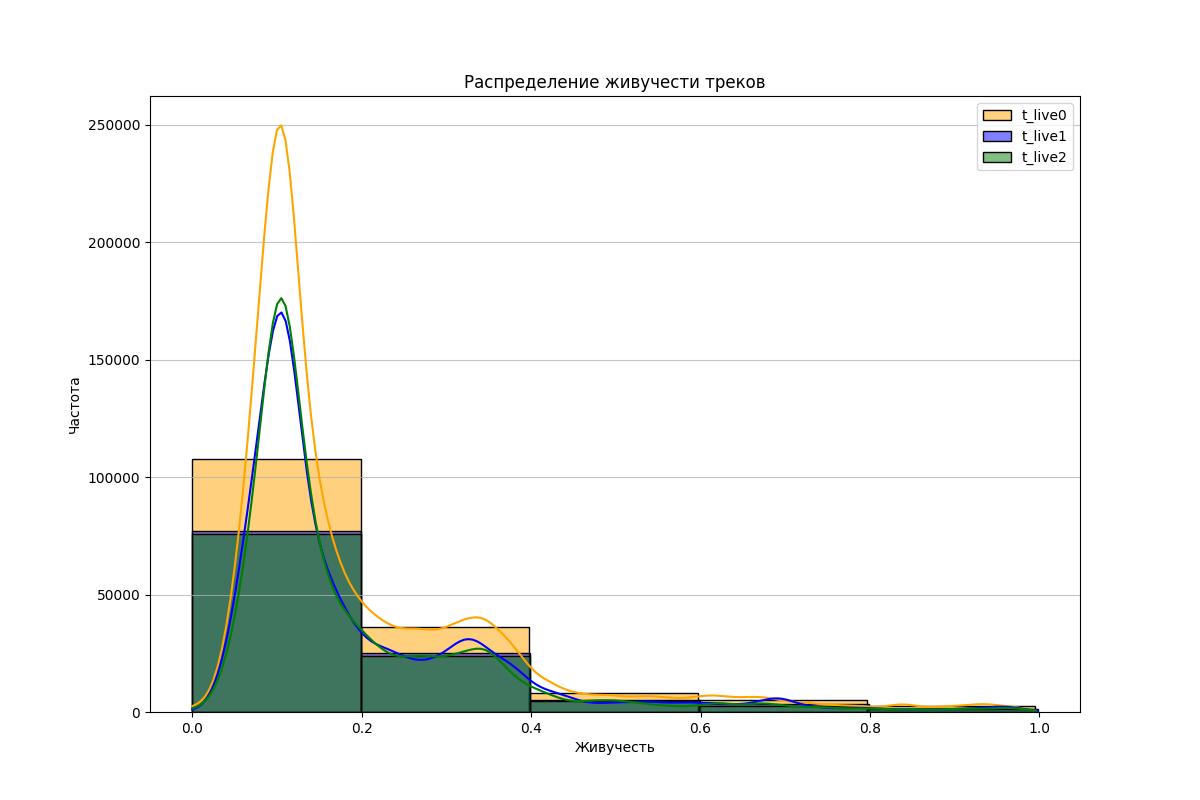 Распределение живучести треков
t_live0
t_live1
t_live2
Частота
250000
200000
150000
100000
50000
0
0.0 0.2 0.4 0.6 0.8 1.0
Живучесть